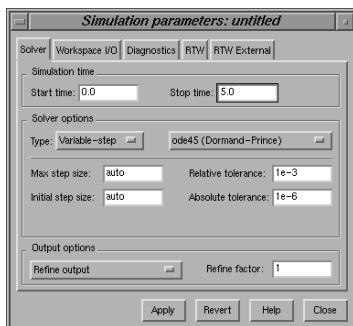 Simulation parameters: untitled
Solver Workspace I/O Diagnostics RTW RTW External
Simulation time
Start time: 0.0 Stop time: 5.0
Solver options
Type: Variable-step ode45 (Dormand-Prince)
Max step size: auto Relative tolerance: 1e-3
Initial step size: auto Absolute tolerance: 1e-6
Output options
Refine output Refine factor: 1
Apply Revert Help Close